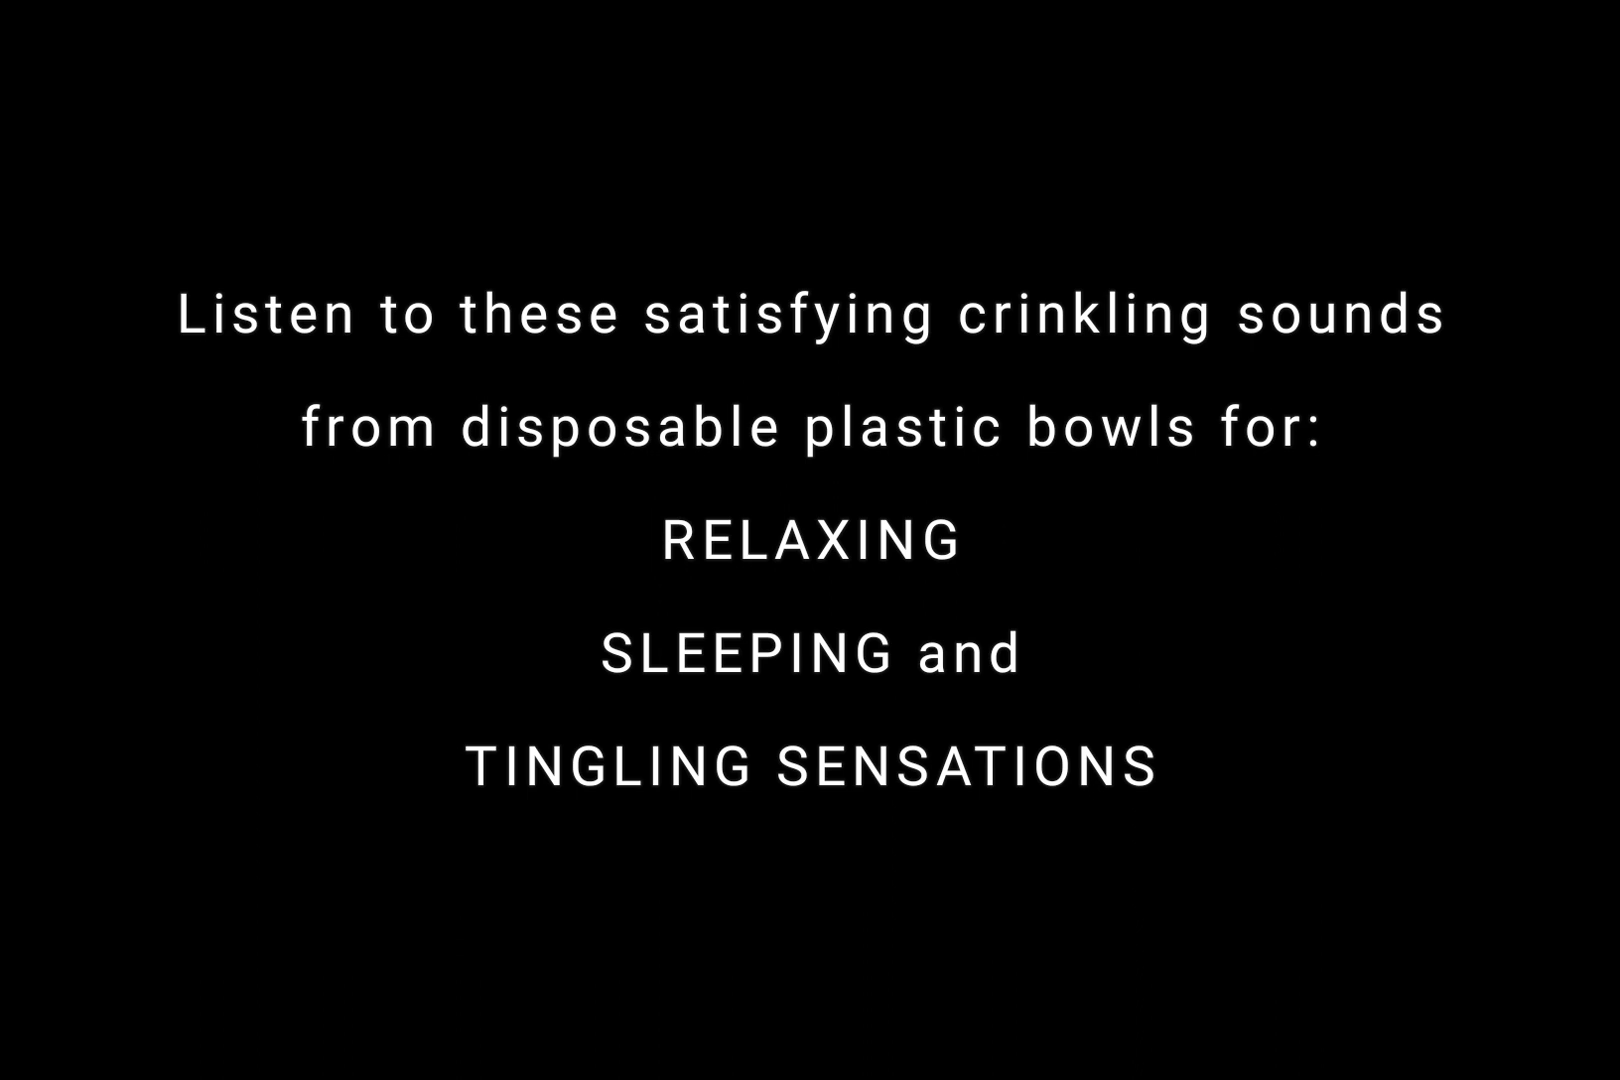 Listen to these satisfying crinkling sounds
from disposable plastic bowls for:
RELAXING
SLEEPING and
TINGLING SENSATIONS